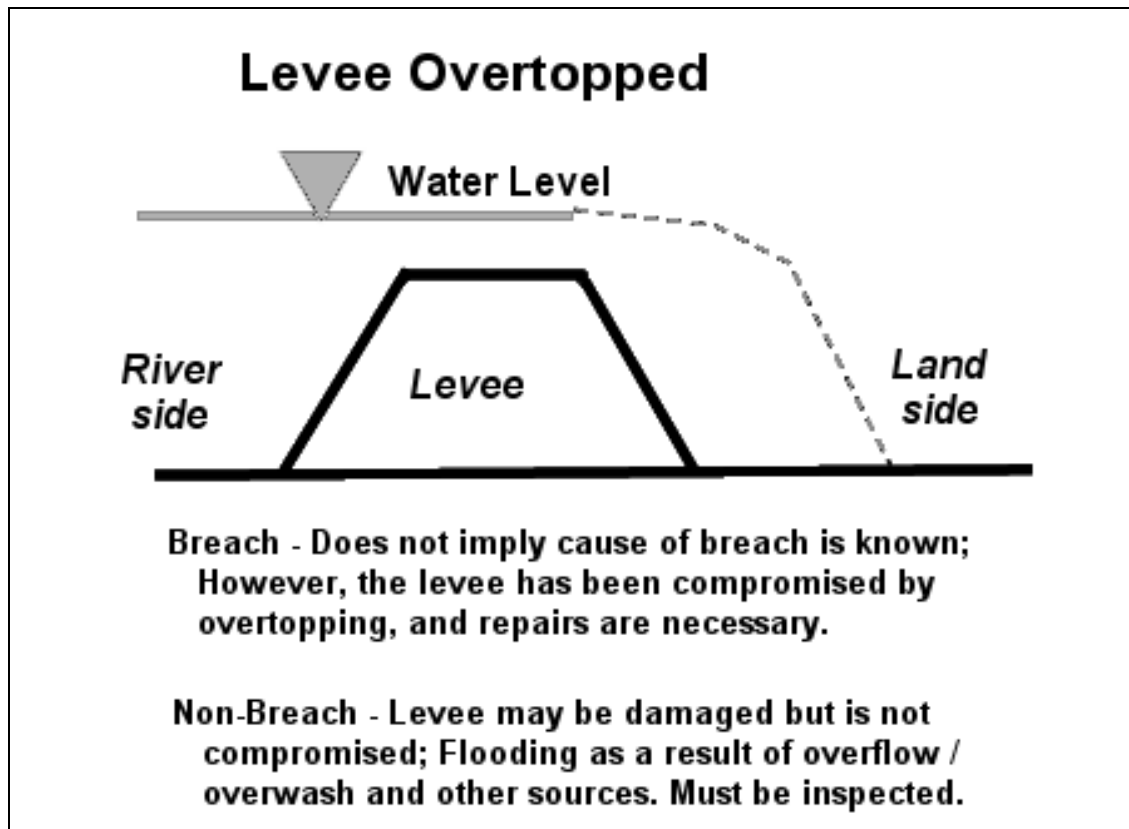 Levee Overtopped
Water Level
River
side
Levee
Land
side
Breach - Does not imply cause of breach is known;
However, the levee has been compromised by
overtopping, and repairs are necessary.
Non-Breach - Levee may be damaged but is not
compromised; Flooding as a result of overflow /
overwash and other sources. Must be inspected.